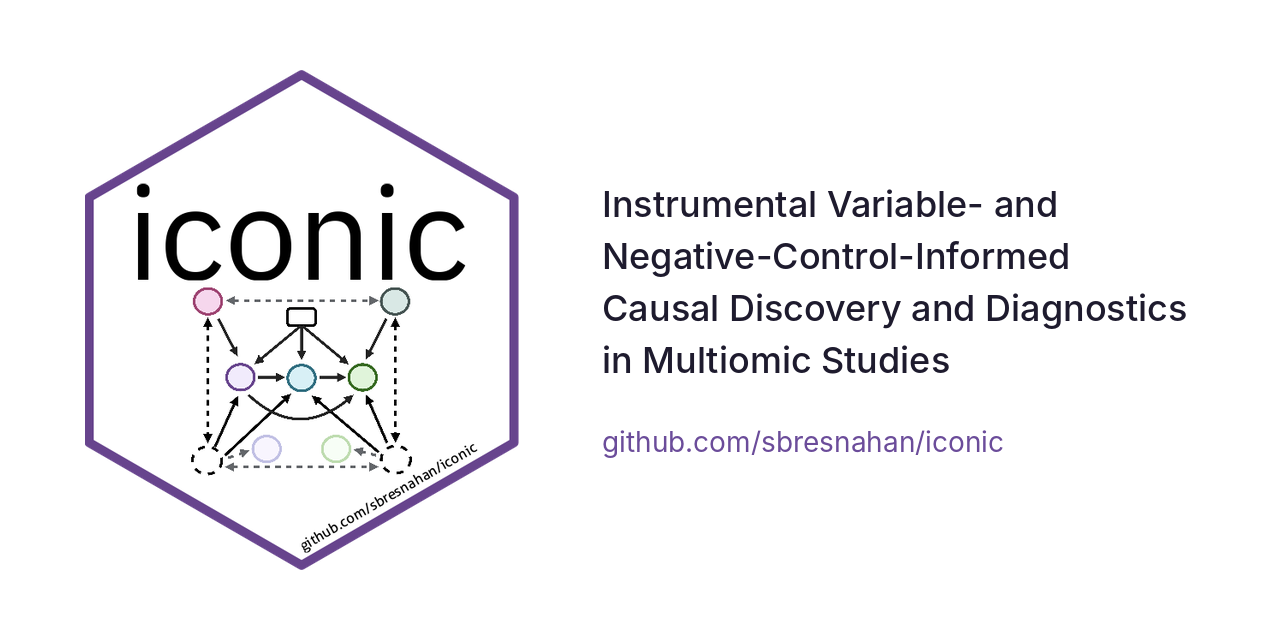 iconic
github.com/sbresnahan/iconic
Instrumental Variable- and
Negative-Control-Informed
Causal Discovery and Diagnostics
in Multiomic Studies
github.com/sbresnahan/iconic